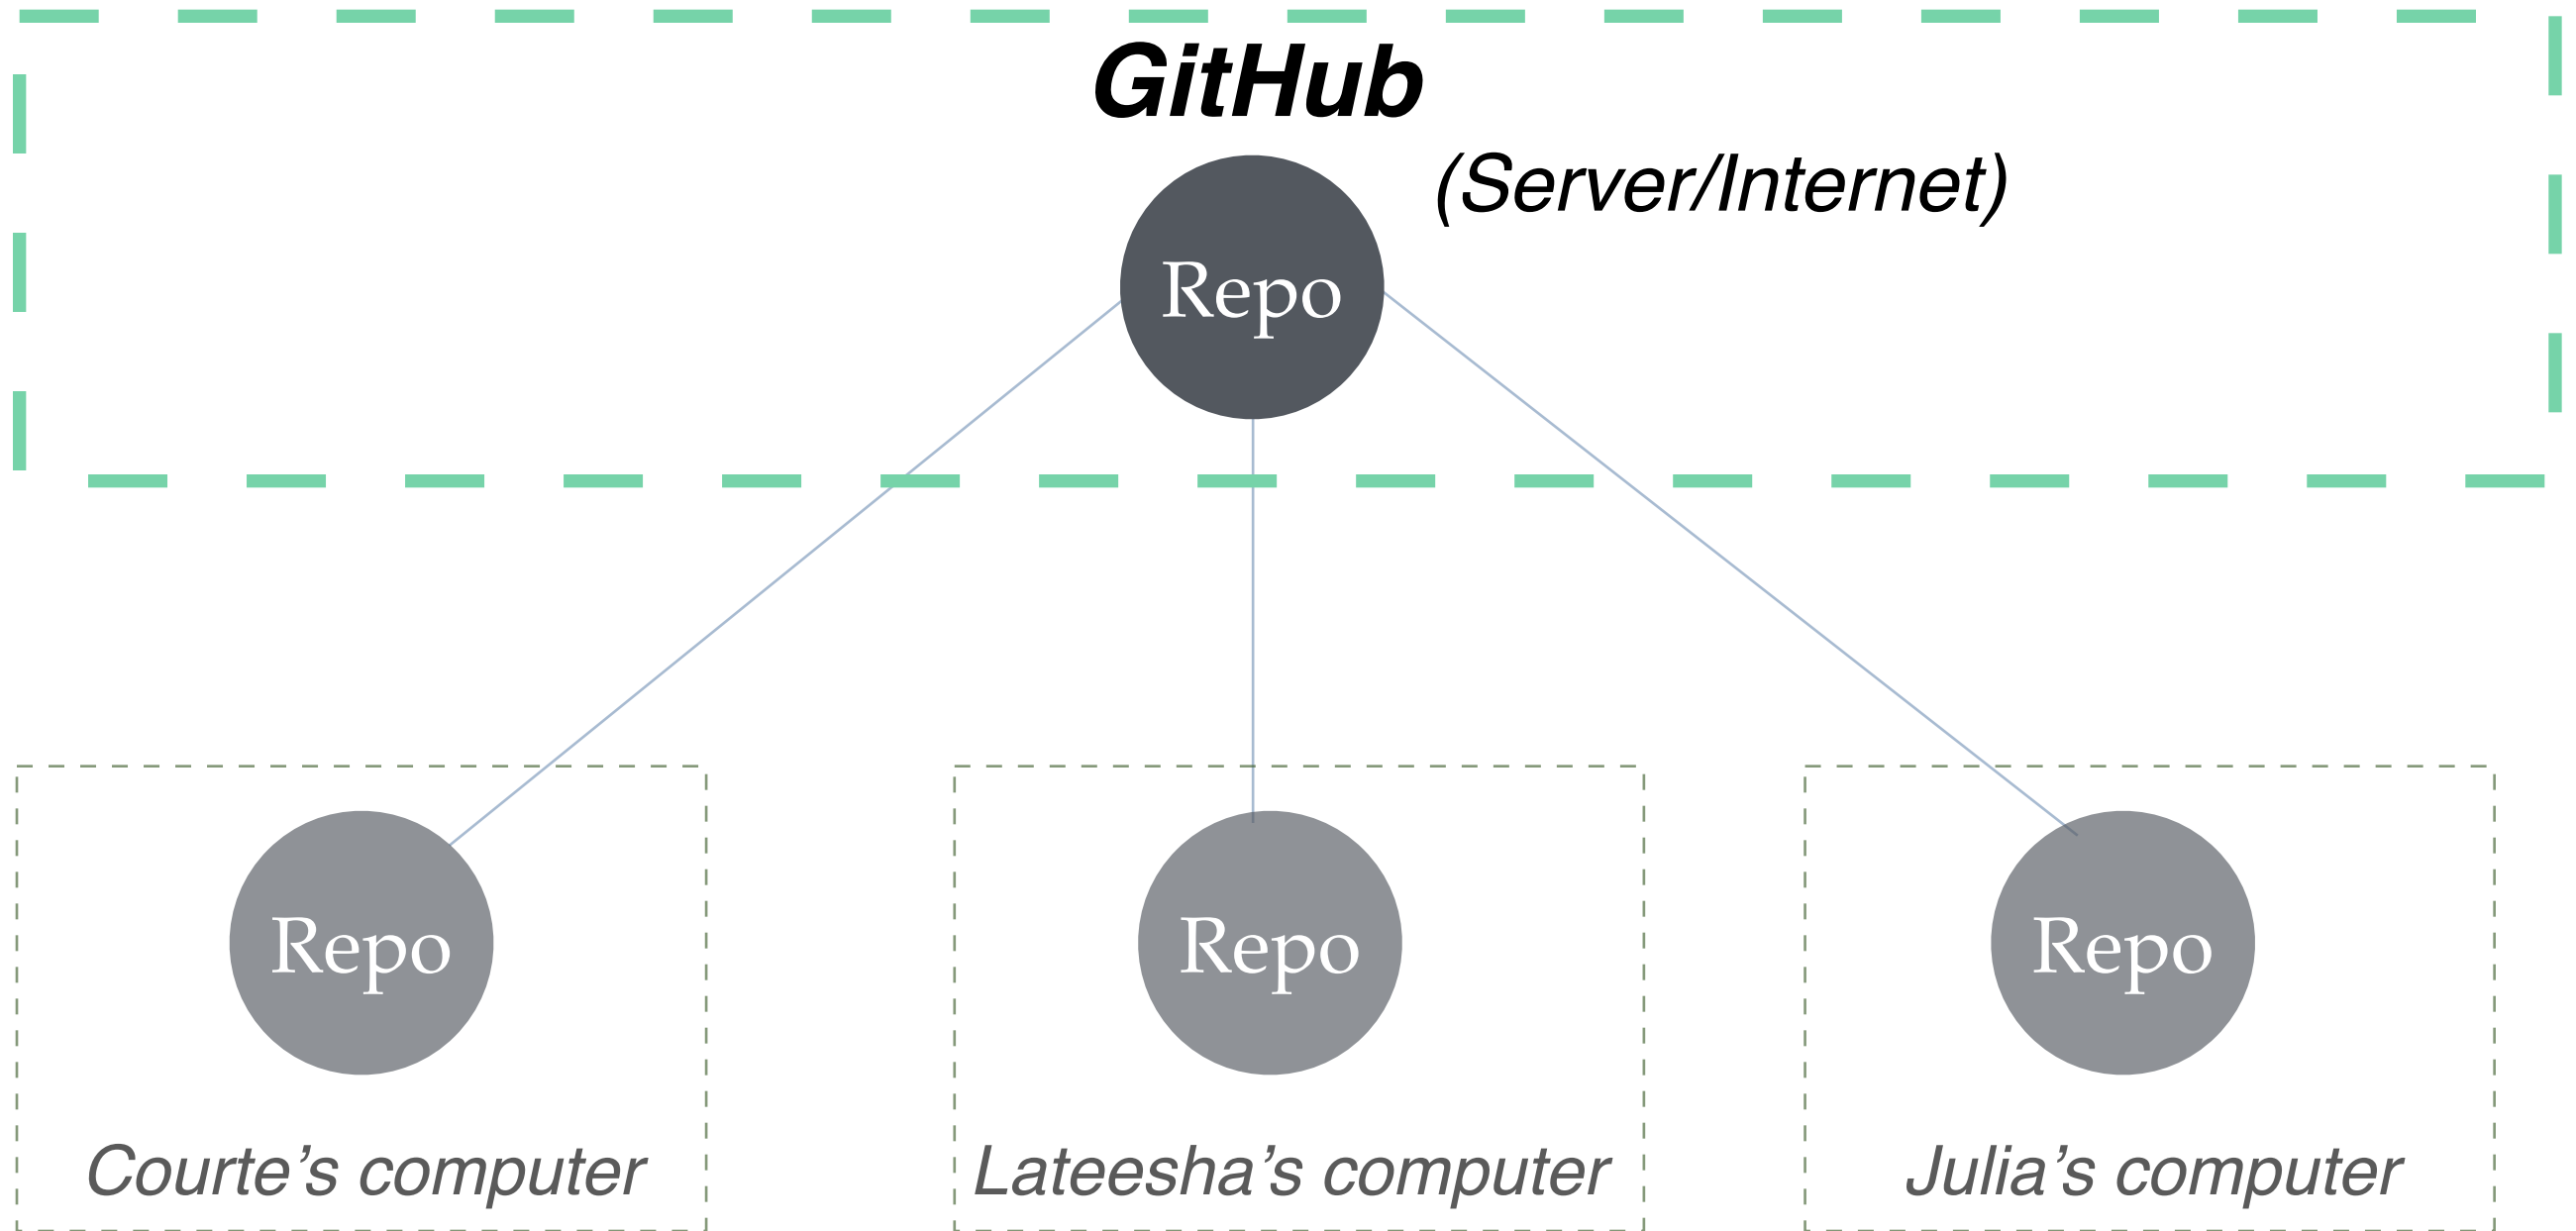 GitHub
(Server/Internet)
Repo
Repo
Repo
Repo
Courte’s computer
Lateesha’s computer
Julia’s computer